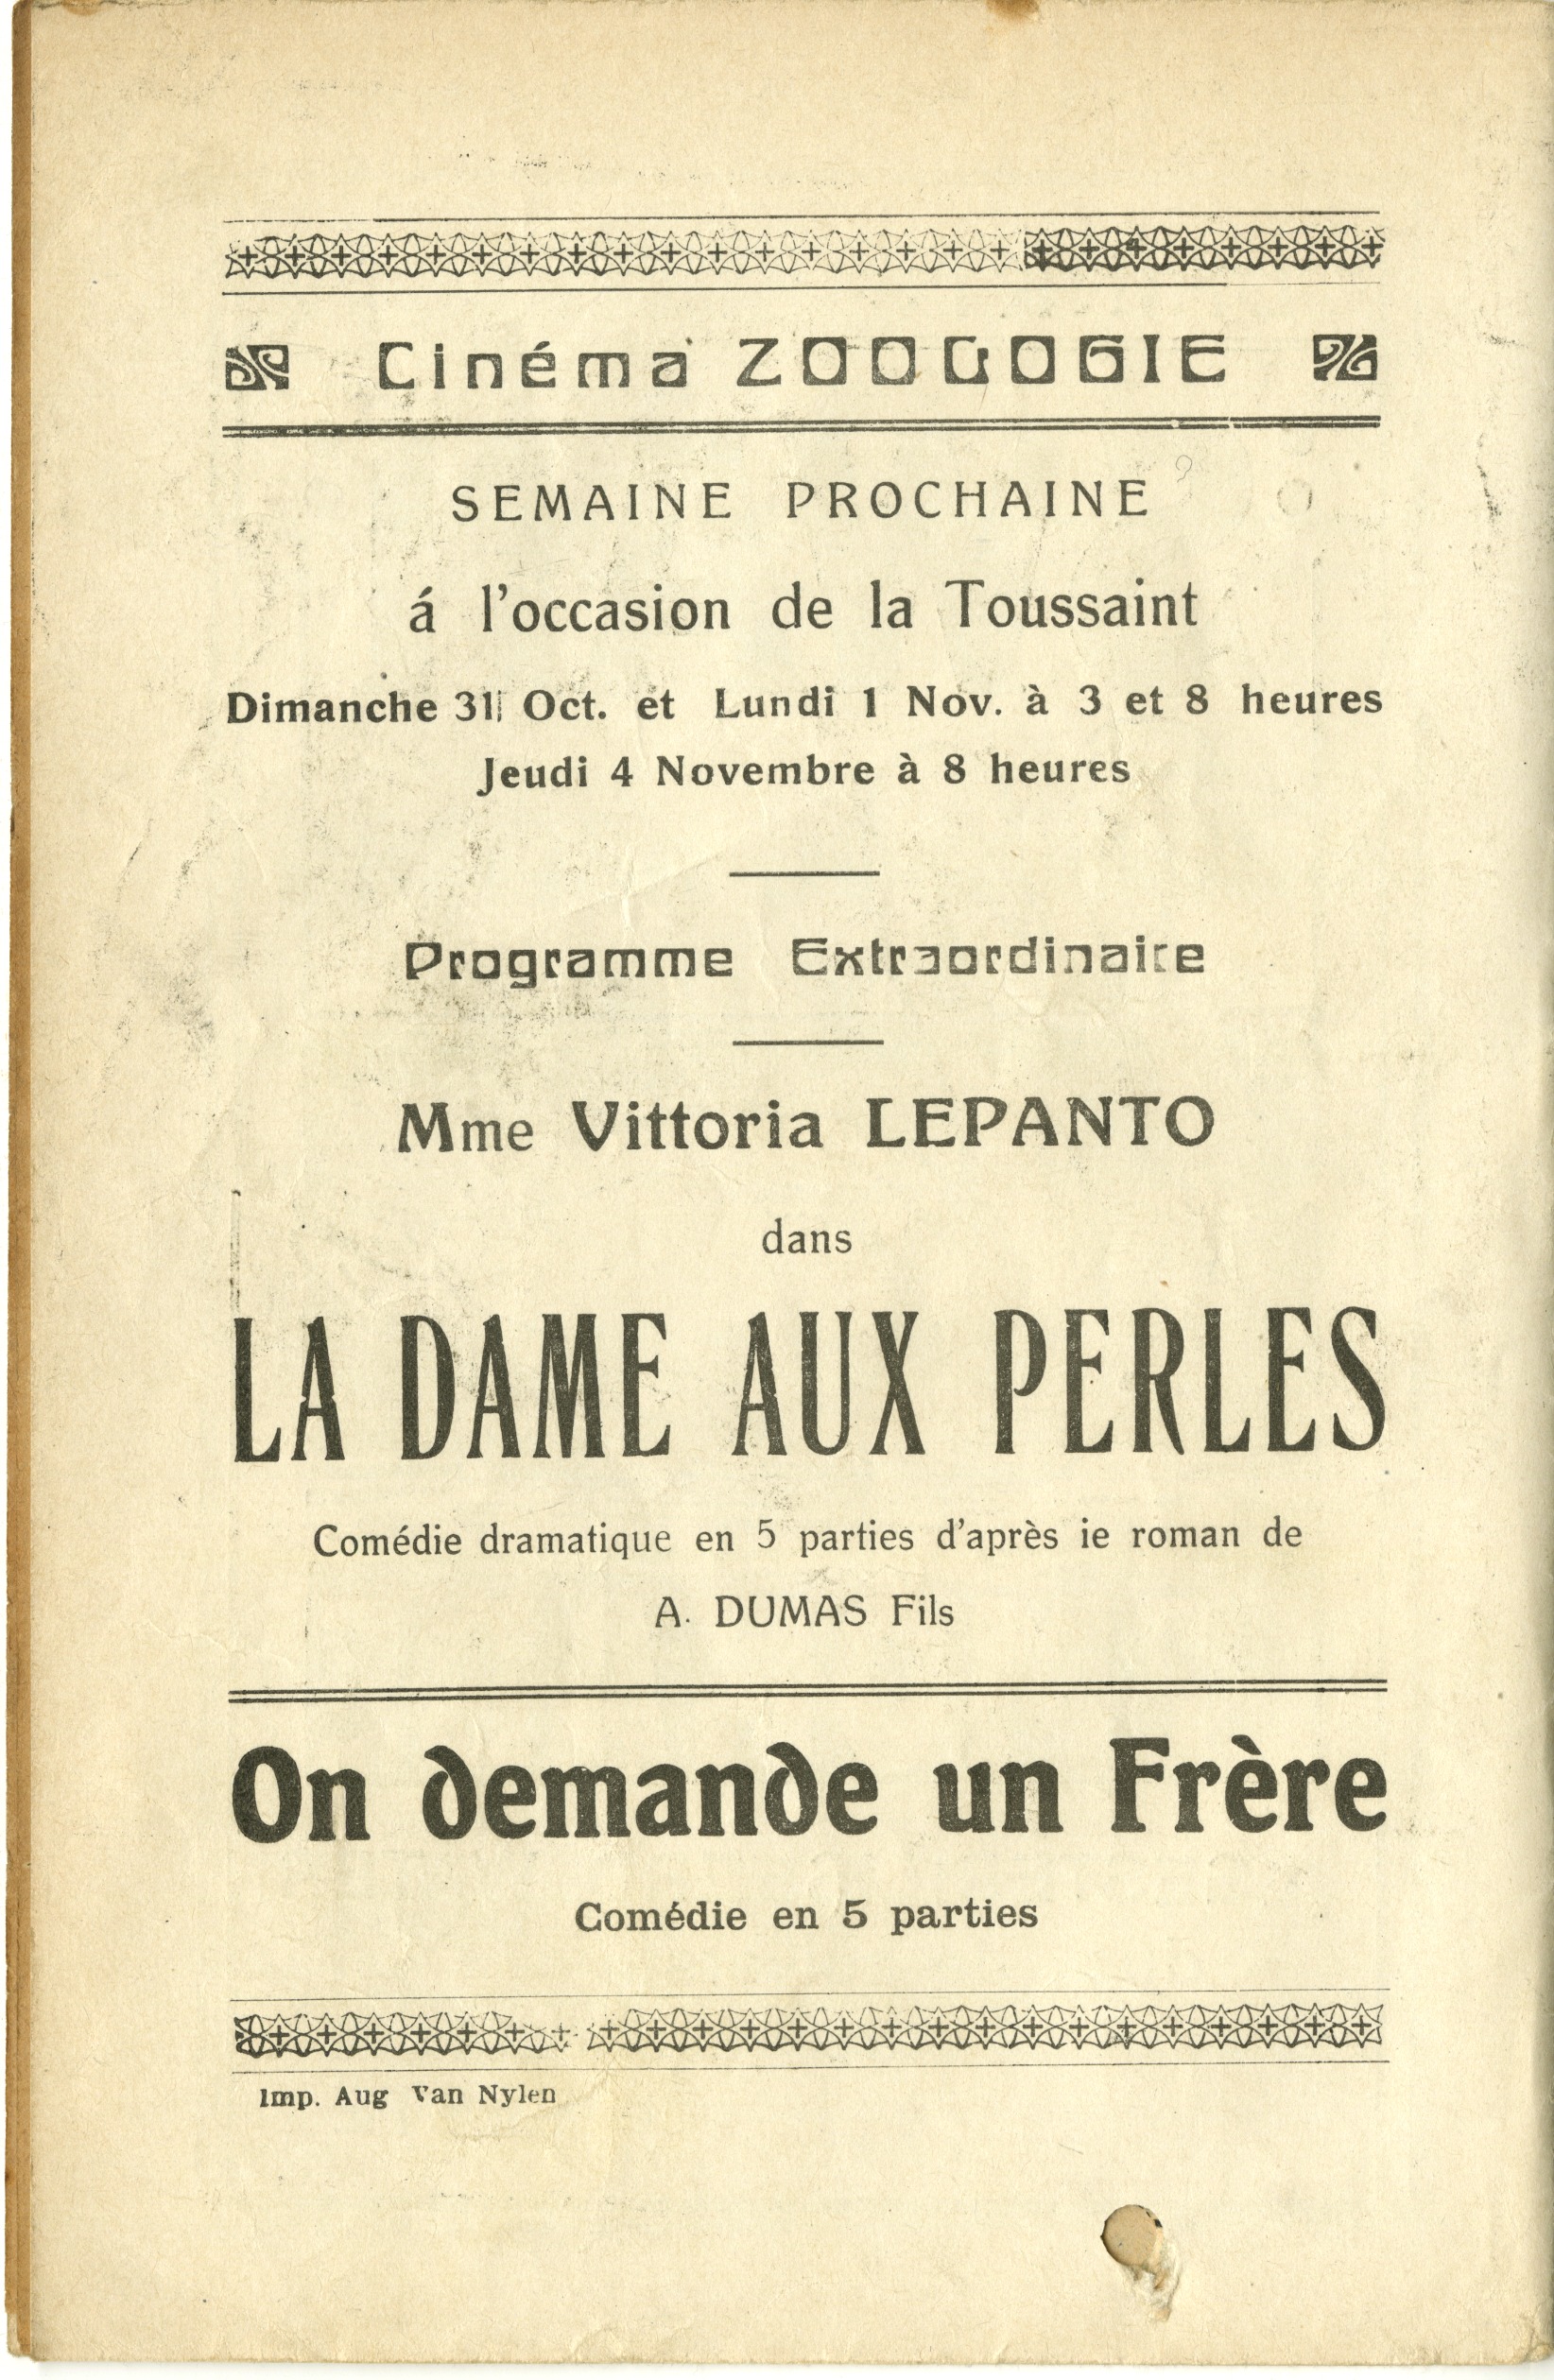 Cinéma ZOOLOGIE
SEMAINE PROCHAINE
á l'occasion de la Toussaint
Dimanche 31 Oct. et Lundi 1 Nov. à 3 et 8 heures
Jeudi 4 Novembre à 8 heures
Programme Extraordinaire
Mme Vittoria LEPANTO
dans
LA DAME AUX PERLES
Comédie dramatique en 5 parties d'après ie roman de
A. DUMAS Fils
On demande un Frère
Comédie en 5 parties
Imp. Aug Van Nylen